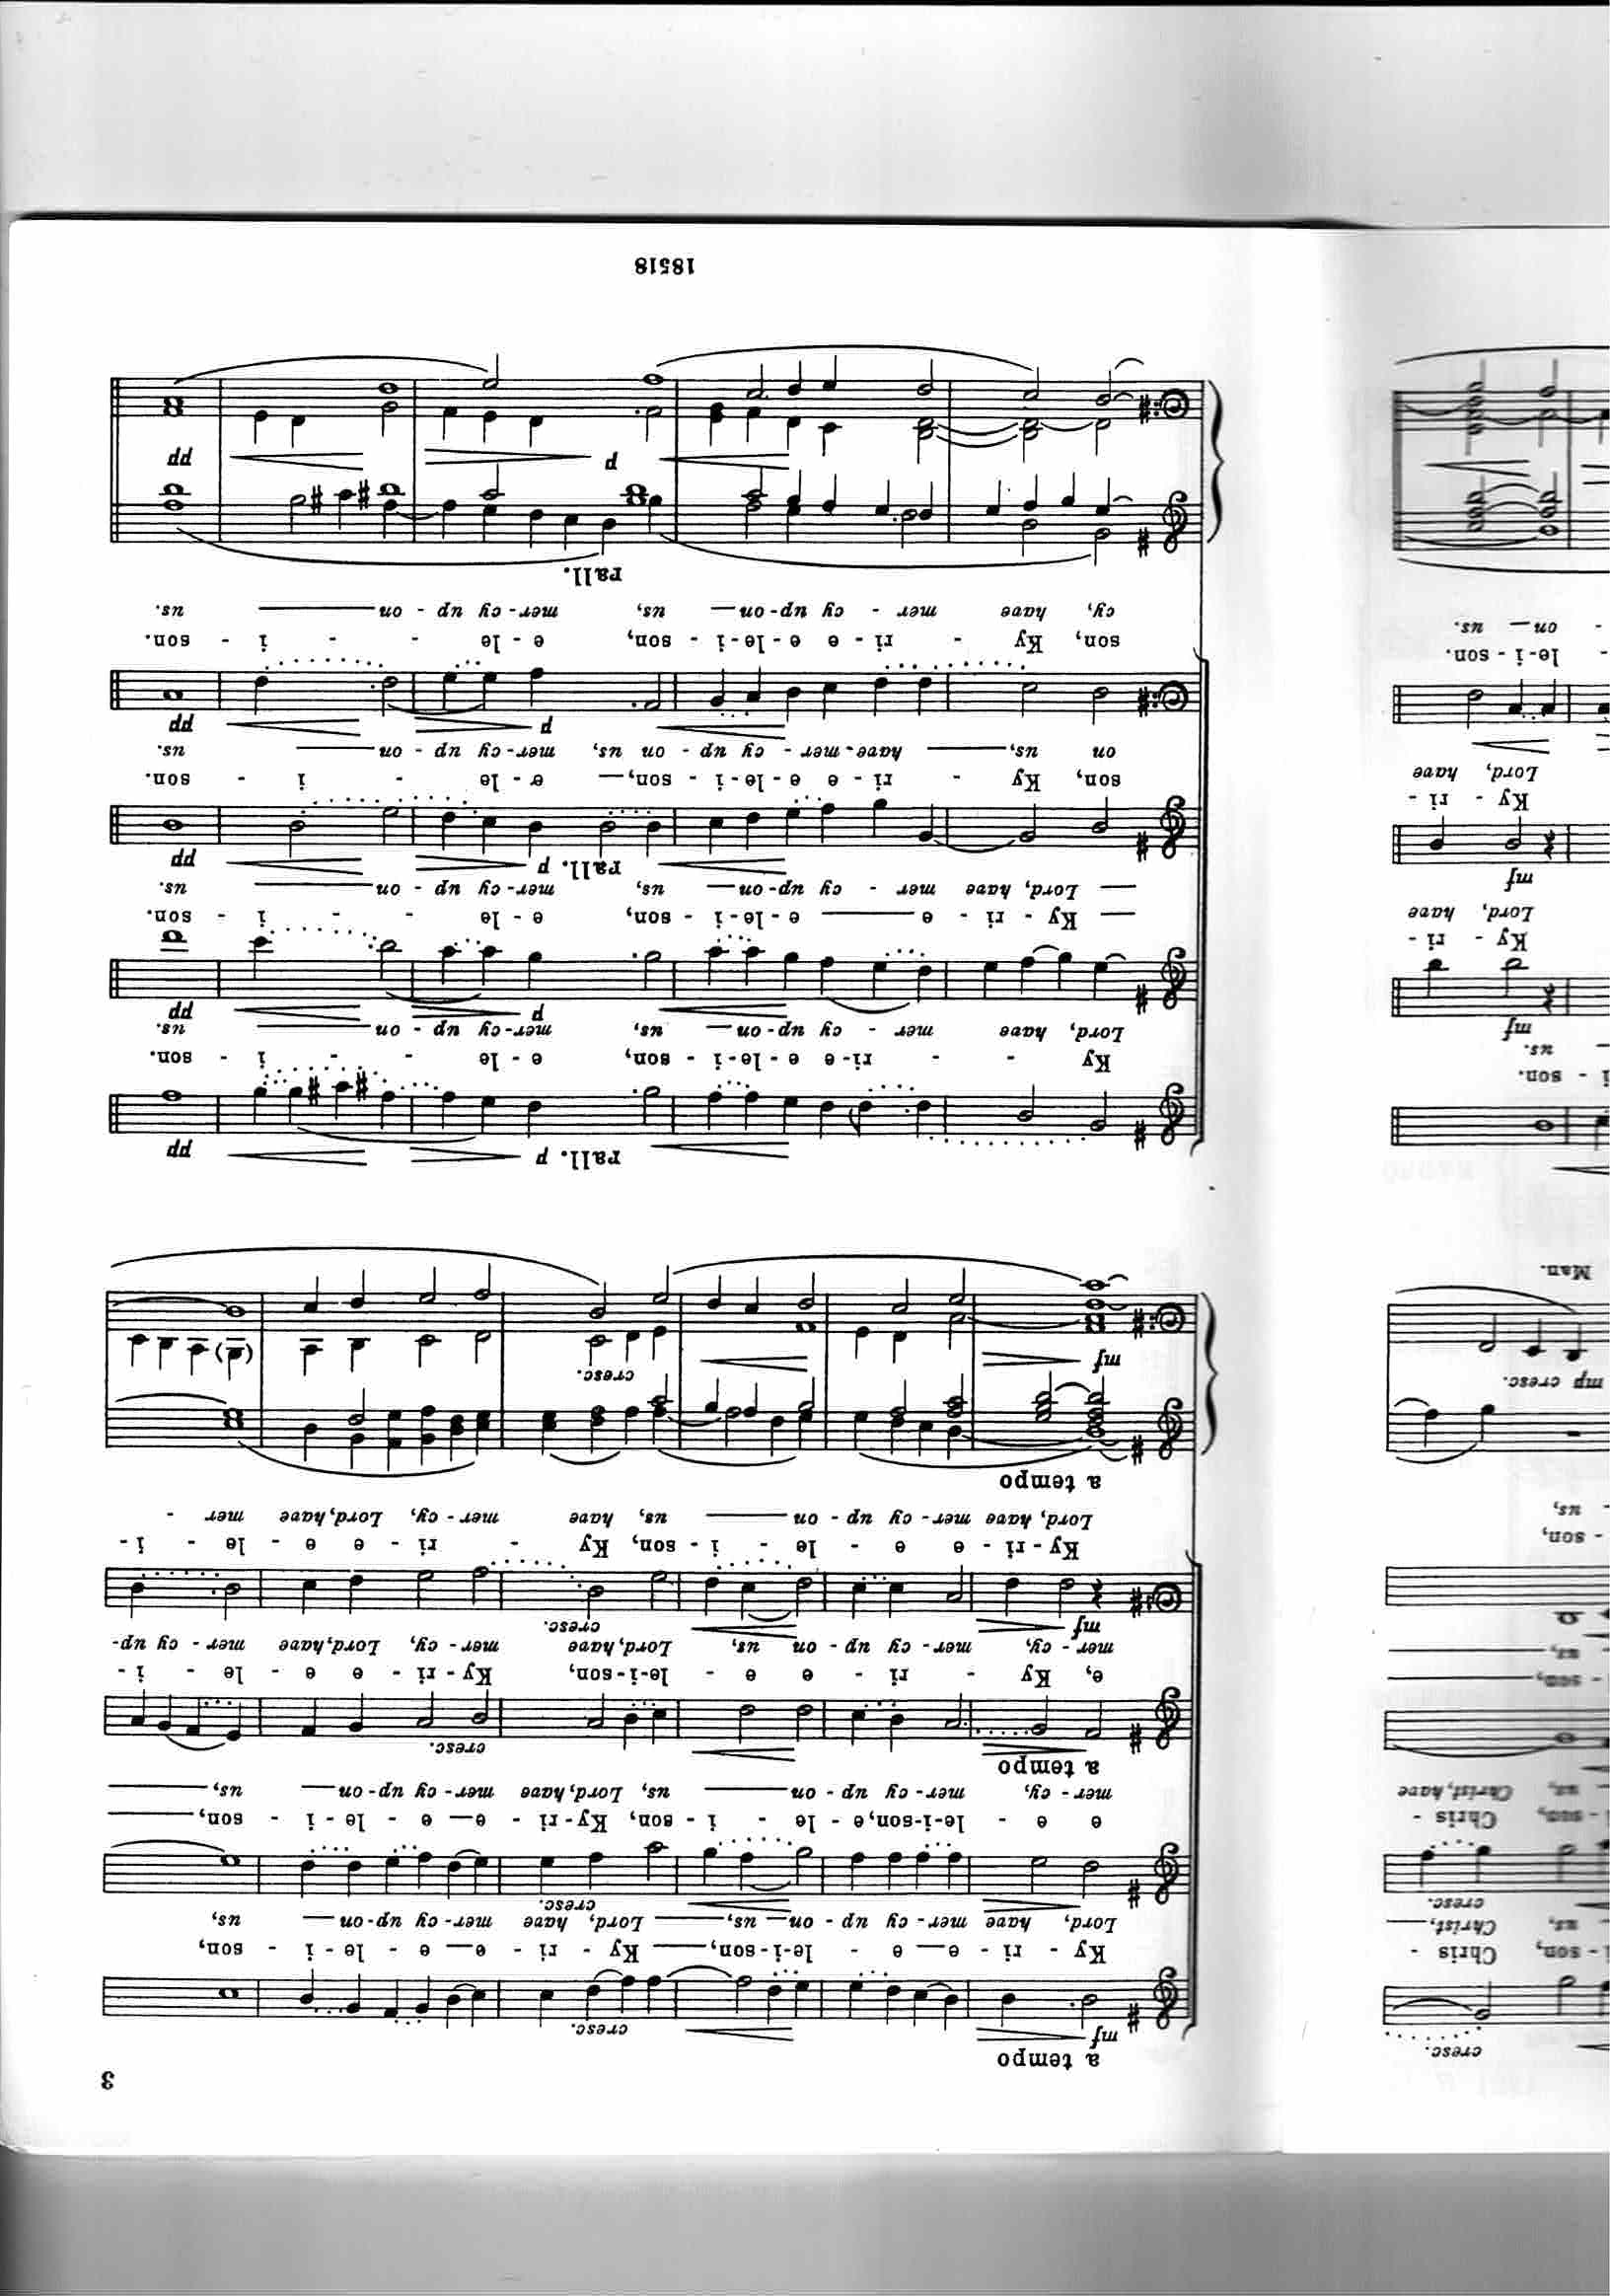 cresc.
i - son, Chris -
us, Christ,
cresc.
i - son, Chris -
us, Christ, have
- son,
us,
- son,
- us,
mp cresc.
Man.
i - son.
- us.
mf
Ky - ri -
Lord, have
mf
Ky - ri -
Lord, have
- le - i - son.
- on us.
3
a tempo
mf cresc.
Ky - ri - e e - le-i-son, Ky - ri - e e - le - i - son,
Lord, have mer-cy up - on us, Lord, have mer-cy up-on us,
cresc.
e e - le-i-son, e - le - i - son, Ky-ri - e e - le - i - son,
mer - cy, mer-cy up - on us, Lord, have mer-cy up-on us,
a tempo
cresc.
e, Ky - ri - e e - le-i-son, Ky - ri - e e - le - i -
mer - cy, mer - cy up - on us, Lord, have mer - cy, Lord, have mer - cy up-
mf cresc.
Ky - ri - e e - le - i - son, Ky - ri - e e - le - i -
Lord, have mer-cy up - on us, have mer - cy, Lord, have mer -
a tempo
mf cresc.
rall. p pp
Ky - - ri-e e - le-i - son, e - le - - i - son.
Lord, have mer - cy up-on us, mer-cy up - on us.
p pp
Ky - ri - e e-le-i - son, e - le - - i - son.
Lord, have mer - cy up-on us, mer-cy up - on us.
rall. p pp
son, Ky - ri - e e-le-i - son, e - le - i - son.
on us, have mer - cy up - on us, mer-cy up - on us.
p pp
son, Ky - ri - e e-le-i - son, e - le - - i - son.
cy, have mer - cy up-on us, mer-cy up - on us.
rall.
p pp
18518